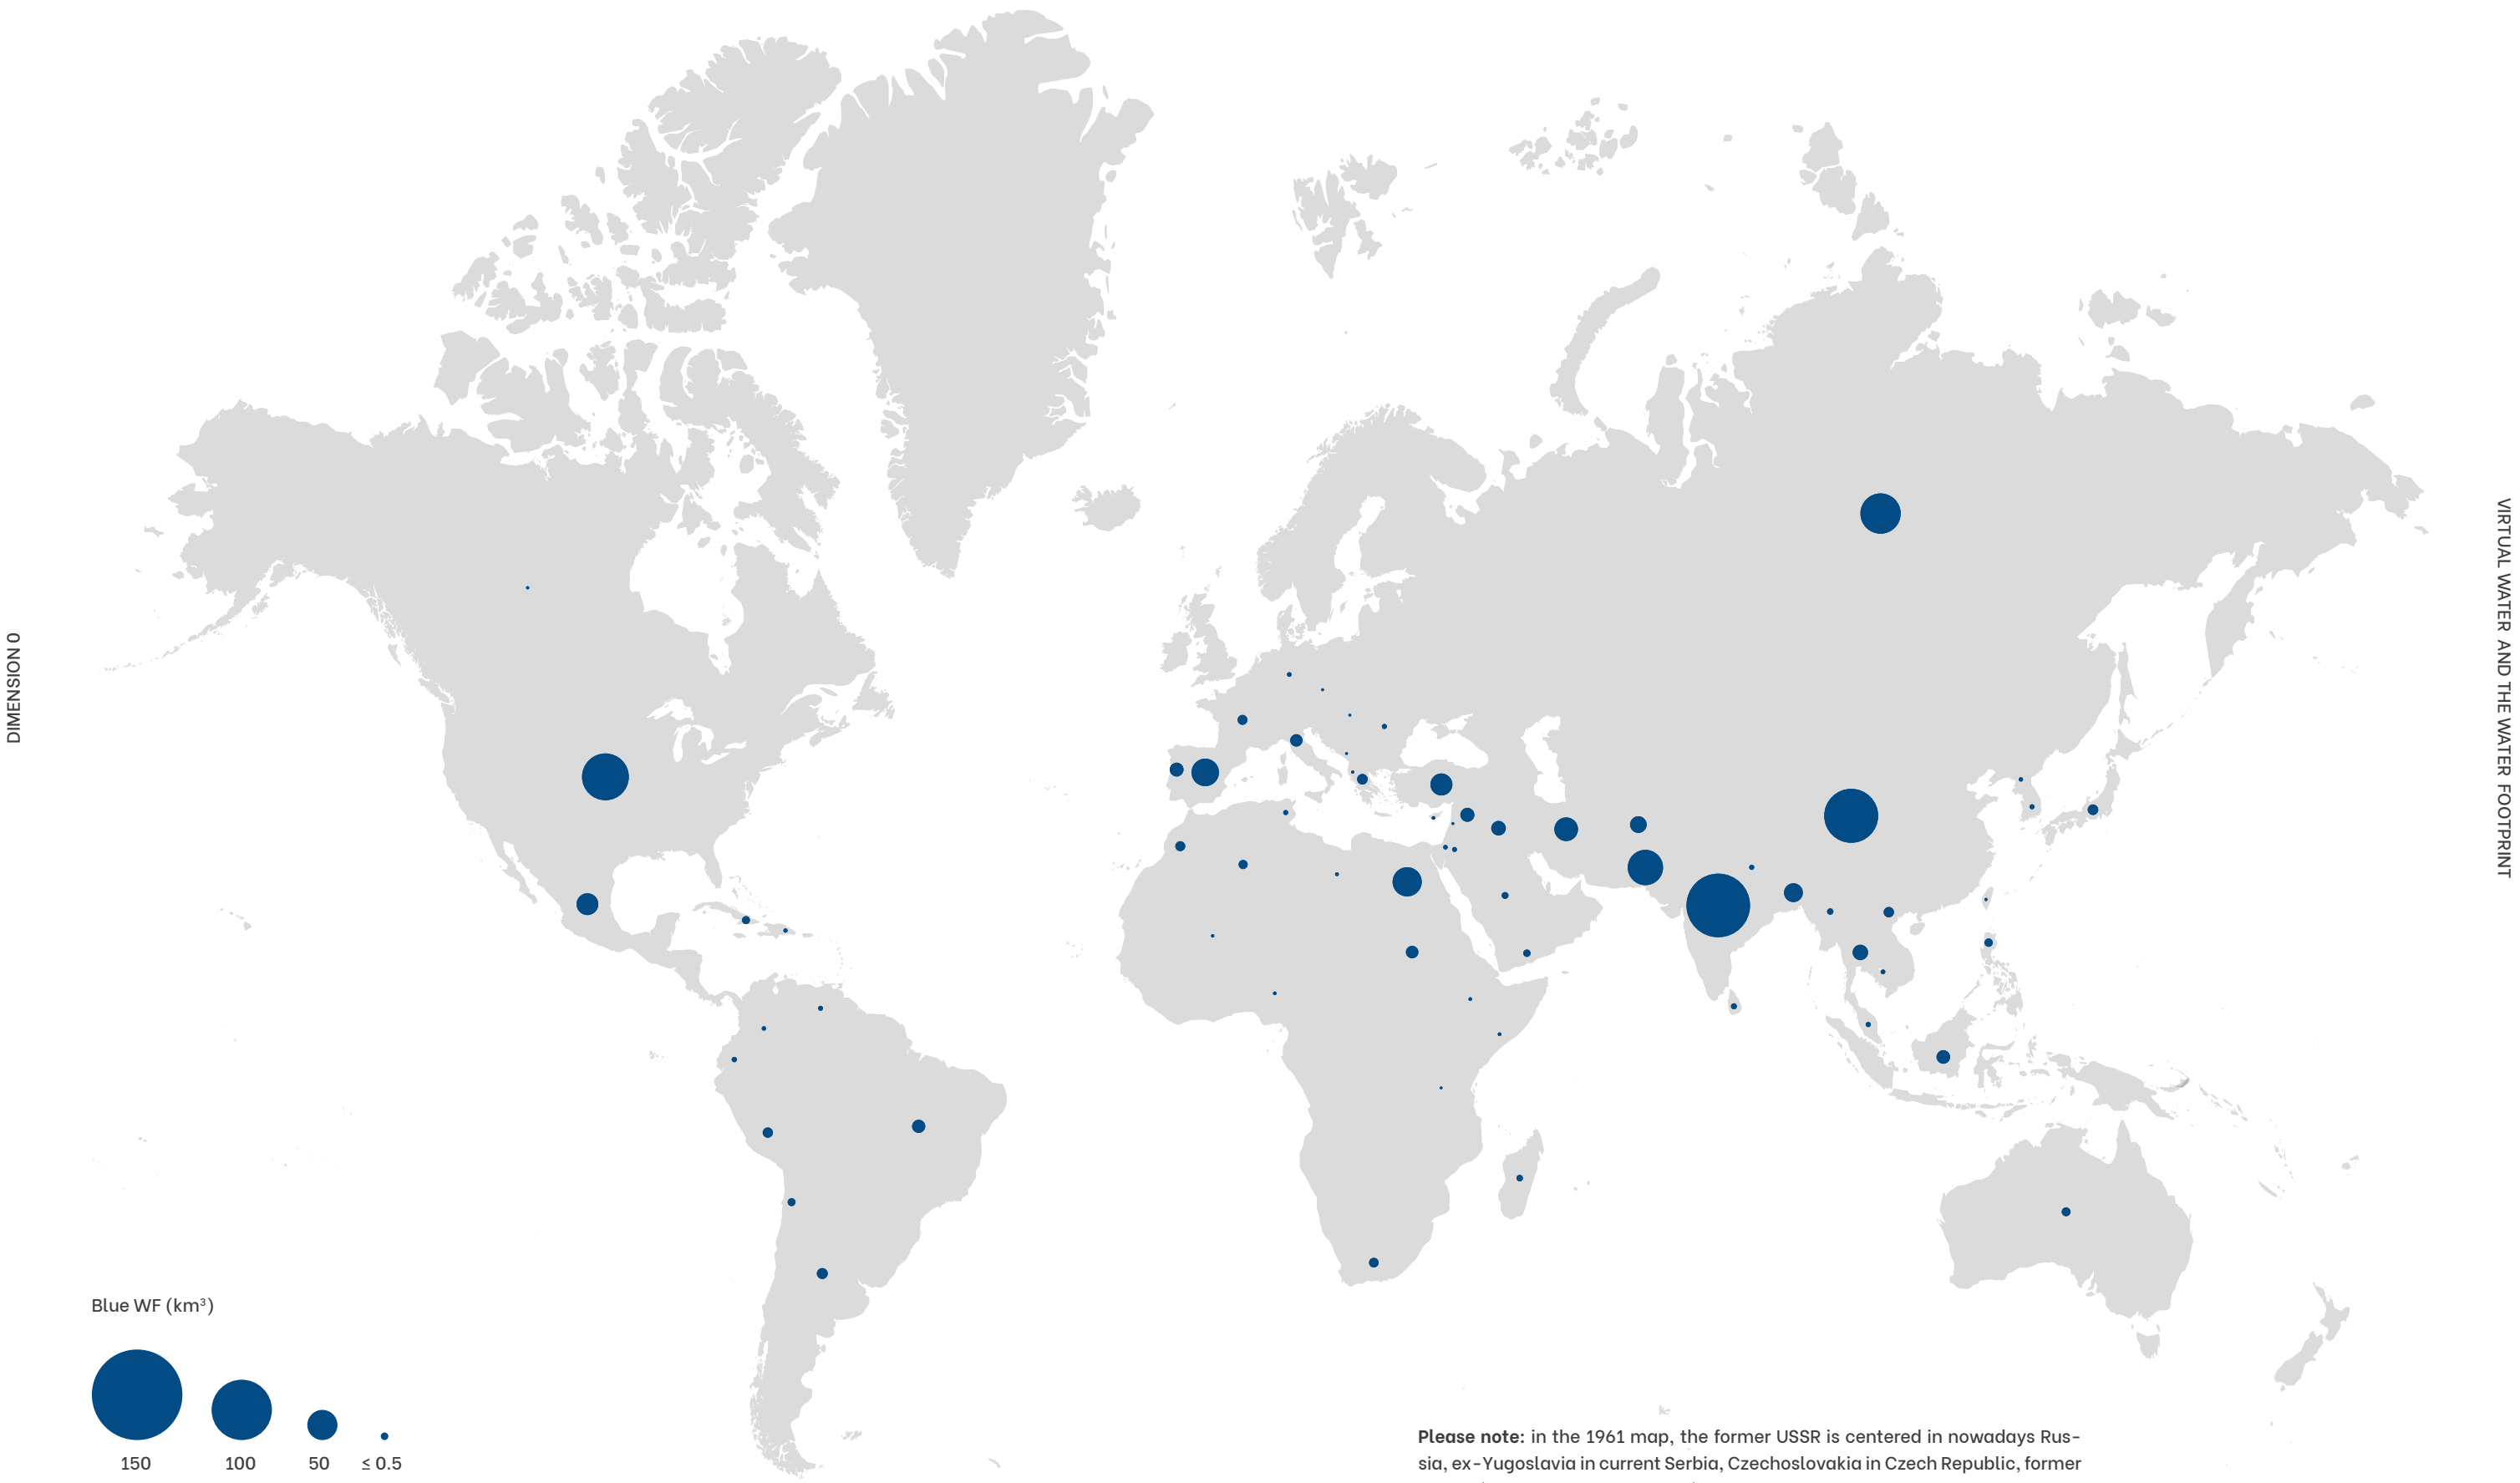 DIMENSION 0
VIRTUAL WATER AND THE WATER FOOTPRINT
Blue WF (km³)
150 100 50 ≤ 0.5
Please note: in the 1961 map, the former USSR is centered in nowadays Rus-
sia, ex-Yugoslavia in current Serbia, Czechoslovakia in Czech Republic, former